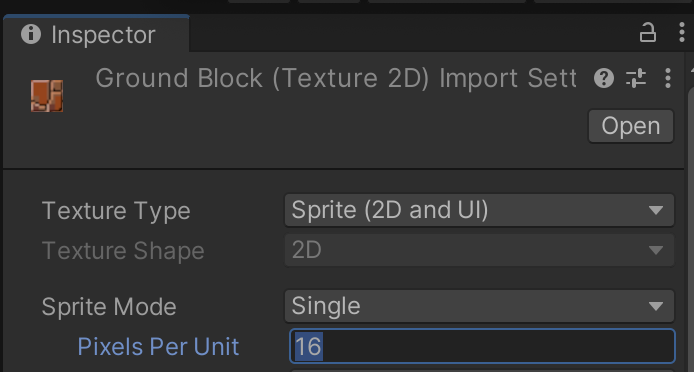 Inspector
Ground Block (Texture 2D) Import Sett
Open
Texture Type Sprite (2D and UI)
Texture Shape 2D
Sprite Mode Single
Pixels Per Unit 16